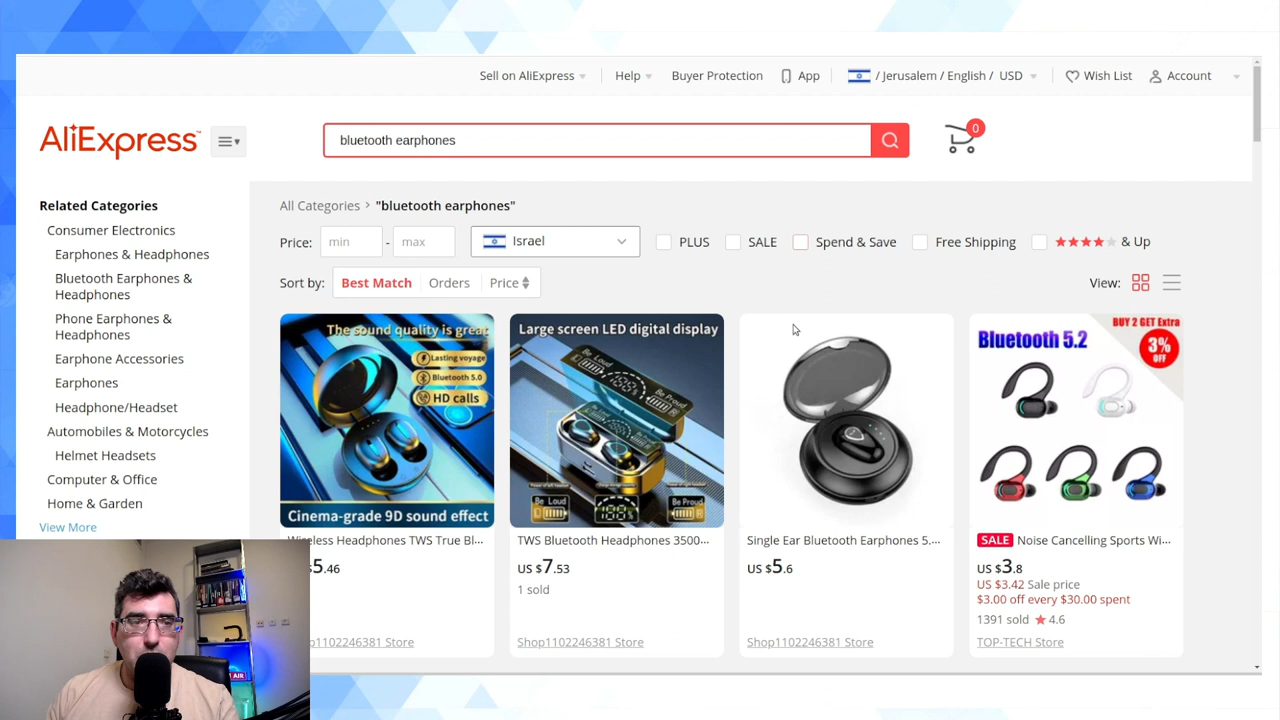 Sell on AliExpress
Help
Buyer Protection
App
/ Jerusalem / English / USD
Wish List
Account
AliExpress
bluetooth earphones
0
Related Categories
Consumer Electronics
Earphones & Headphones
Bluetooth Earphones &
Headphones
Phone Earphones &
Headphones
Earphone Accessories
Earphones
Headphone/Headset
Automobiles & Motorcycles
Helmet Headsets
Computer & Office
Home & Garden
View More
All Categories > "bluetooth earphones"
Price:
min
-
max
Israel
PLUS
SALE
Spend & Save
Free Shipping
& Up
Sort by:
Best Match
Orders
Price
View:
The sound quality is great
Lasting voyage
Bluetooth 5.0
HD calls
Cinema-grade 9D sound effect
Wireless Headphones TWS True Bl...
5.46
p1102246381 Store
Large screen LED digital display
Be Loud
Be Proud
Be Loud
188%
Be Proud
TWS Bluetooth Headphones 3500...
US $7.53
1 sold
Shop1102246381 Store
Single Ear Bluetooth Earphones 5....
US $5.6
Shop1102246381 Store
BUY 2 GET Extra
Bluetooth 5.2
3%
OFF
SALE Noise Cancelling Sports Wi...
US $3.8
US $3.42 Sale price
$3.00 off every $30.00 spent
1391 sold ★ 4.6
TOP-TECH Store
AIR